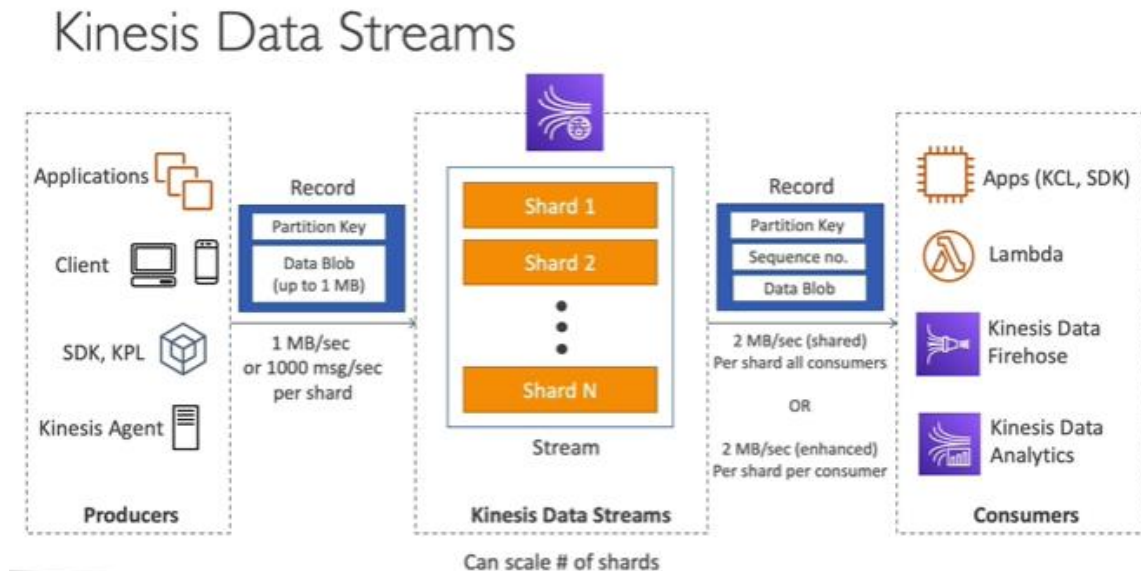 Kinesis Data Streams
Applications
Client
SDK, KPL
Kinesis Agent
Producers
Record
Partition Key
Data Blob
(up to 1 MB)
1 MB/sec
or 1000 msg/sec
per shard
Shard 1
Shard 2
Shard N
Stream
Kinesis Data Streams
Can scale # of shards
Record
Partition Key
Sequence no.
Data Blob
2 MB/sec (shared)
Per shard all consumers
OR
2 MB/sec (enhanced)
Per shard per consumer
Apps (KCL, SDK)
Lambda
Kinesis Data
Firehose
Kinesis Data
Analytics
Consumers